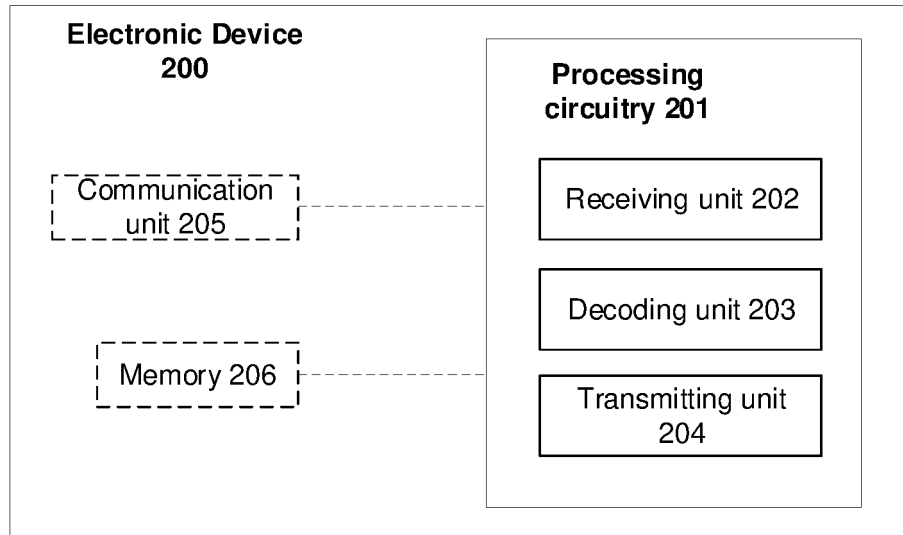 Electronic Device
200
Processing
circuitry 201
Communication
unit 205
Receiving unit 202
Decoding unit 203
Memory 206
Transmitting unit
204